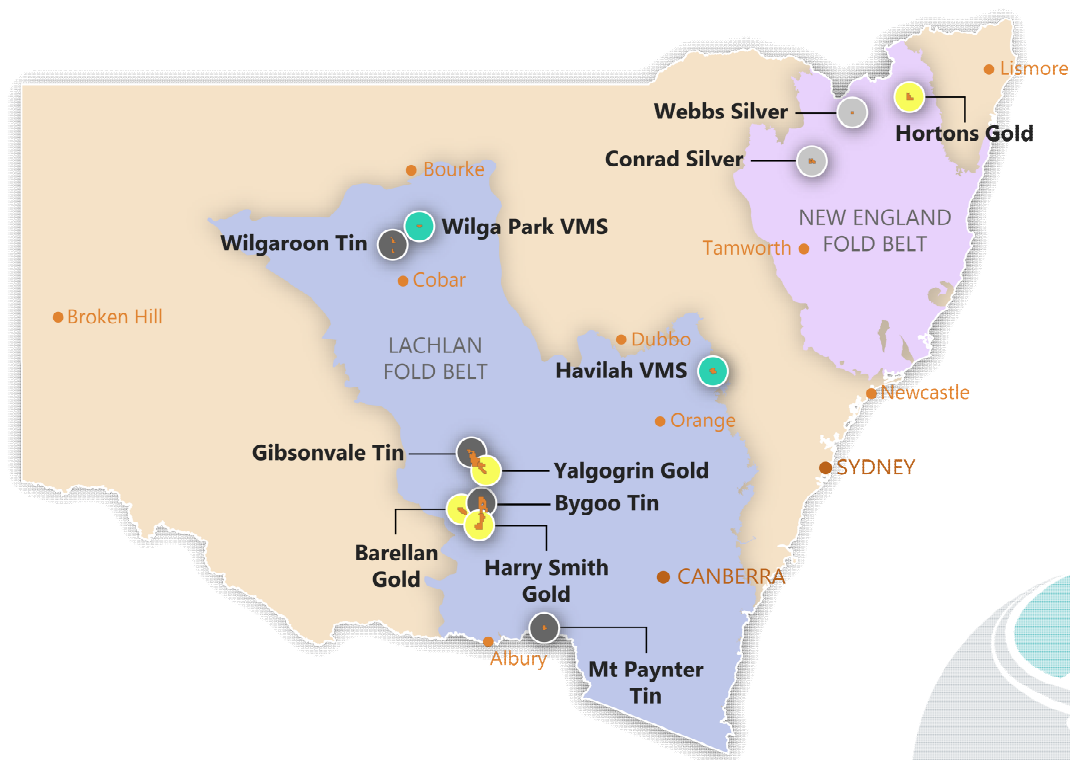 Lismore
Webbs Silver
Hortons Gold
Conrad Silver
Bourke
NEW ENGLAND
FOLD BELT
Wilga Park VMS
Wilgaroon Tin
Tamworth
Cobar
Broken Hill
Dubbo
LACHLAN
FOLD BELT
Havilah VMS
Newcastle
Orange
Gibsonvale Tin
Yalgogrin Gold
SYDNEY
Bygoo Tin
Barellan
Gold
Harry Smith
Gold
CANBERRA
Albury
Mt Paynter
Tin